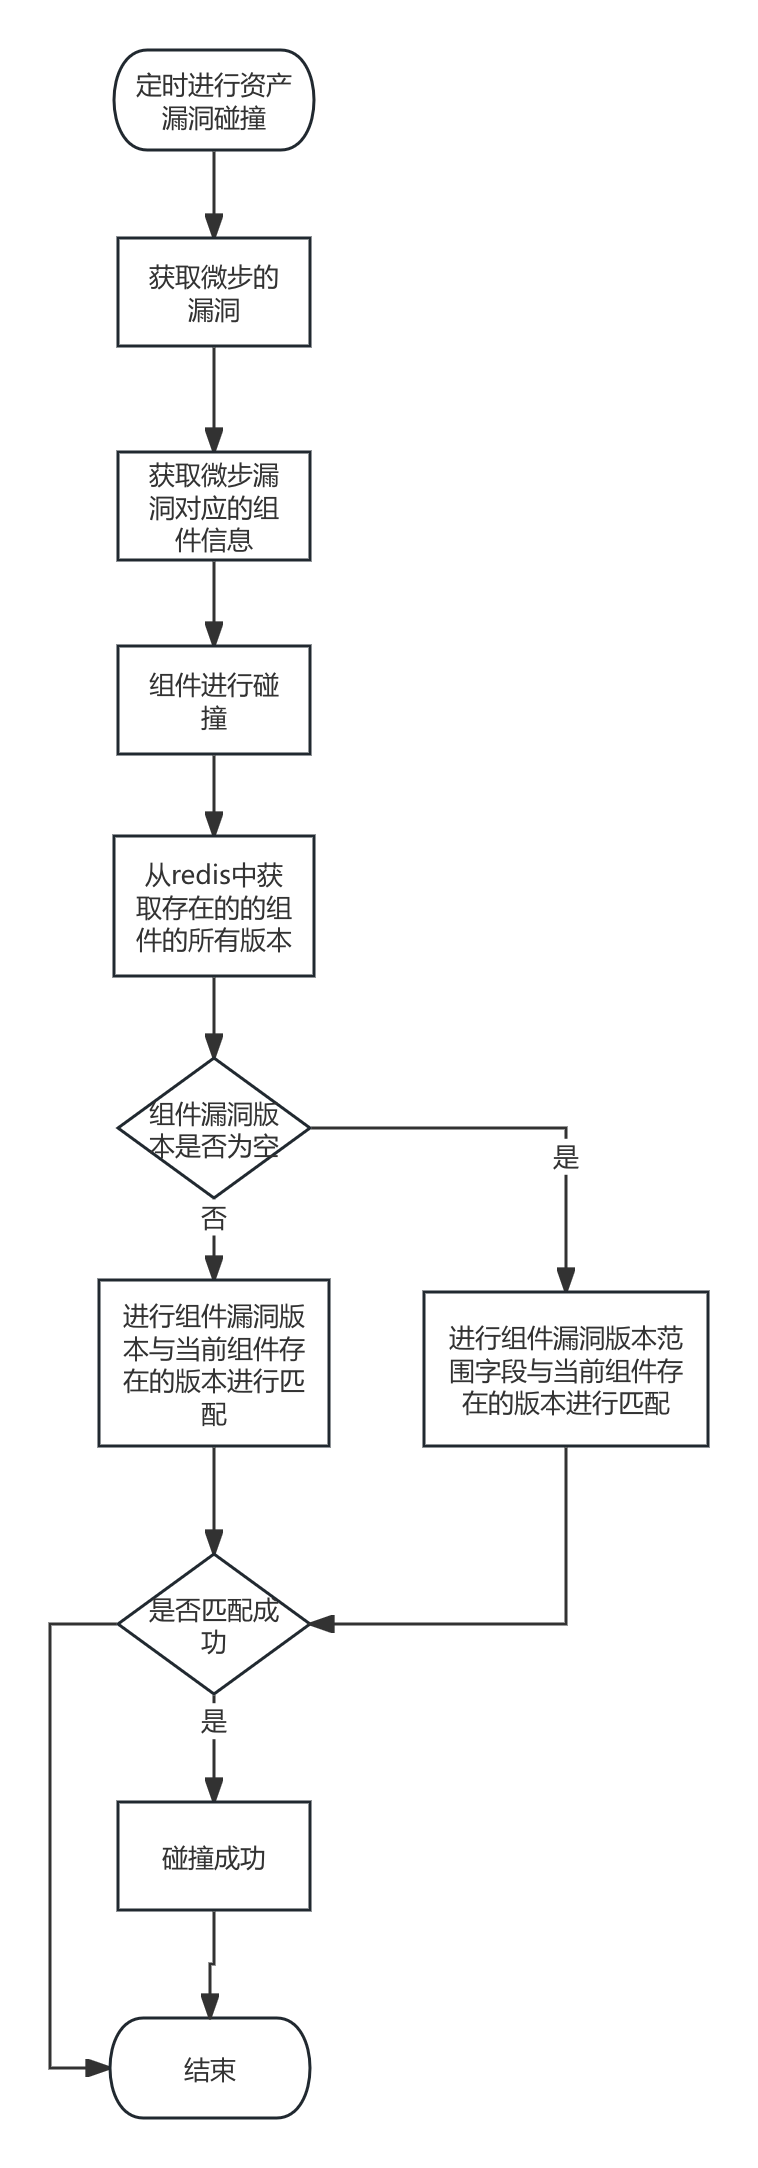 定时进行资产
漏洞碰撞
获取微步的
漏洞
获取微步漏
洞对应的组
件信息
组件进行碰
撞
从redis中获
取存在的的组
件的所有版本
组件漏洞版
本是否为空
是
否
进行组件漏洞版
本与当前组件存
在的版本进行匹
配
进行组件漏洞版本范
围字段与当前组件存
在的版本进行匹配
是否匹配成
功
是
碰撞成功
结束